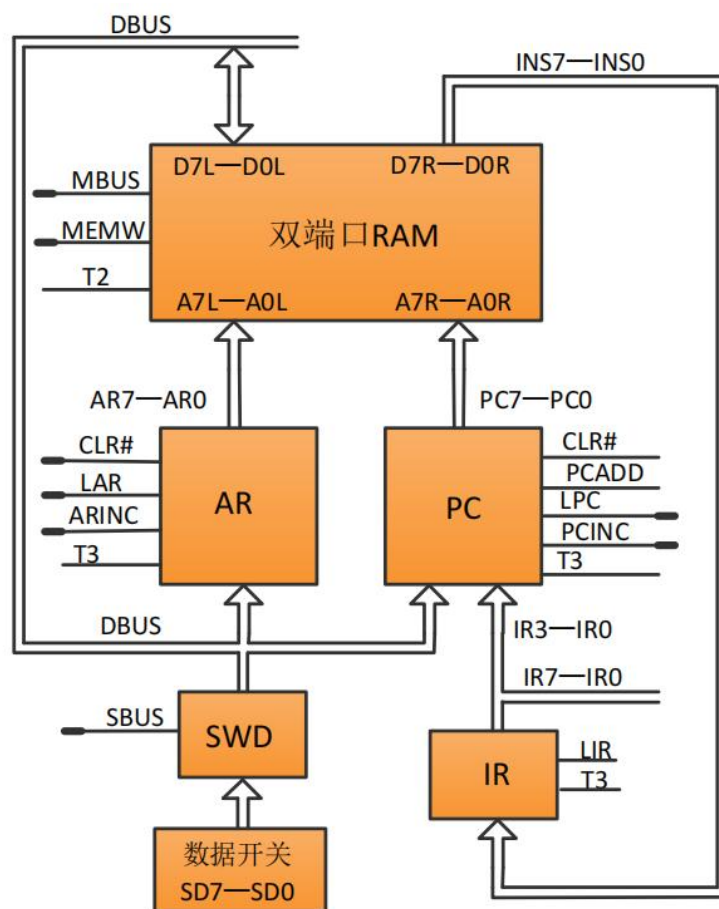 DBUS
INS7—INS0
D7L—D0L
D7R—D0R
MBUS
MEMW
双端口RAM
T2
A7L—A0L
A7R—A0R
AR7—AR0
PC7—PC0
CLR#
LAR
ARINC
T3
AR
PC
CLR#
PCADD
LPC
PCINC
T3
DBUS
IR3—IR0
IR7—IR0
SBUS
SWD
IR
LIR
T3
数据开关
SD7—SD0